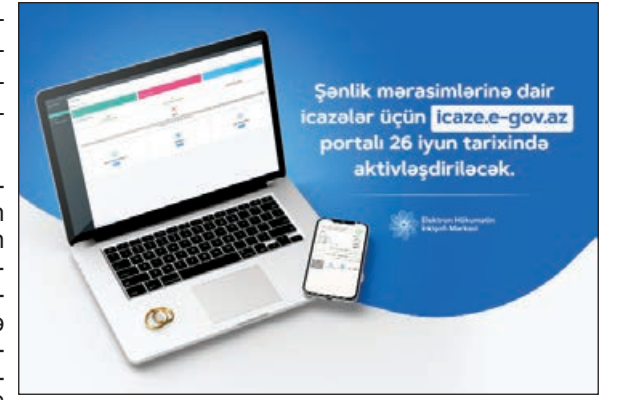 Şənlik mərasimlərinə dair
icazələr üçün icaze.e-gov.az
portalı 26 iyun tarixində
aktivləşdiriləcək.
Elektron Hökumətin
İnkişafı Mərkəzi